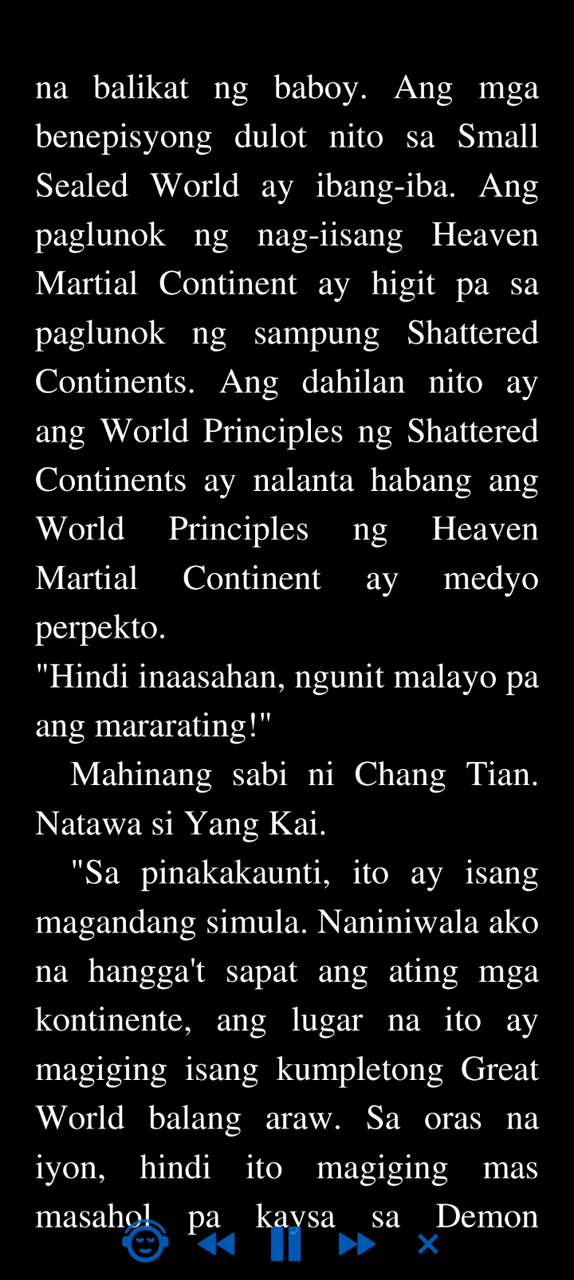 na balikat ng baboy. Ang mga
benepisyong dulot nito sa Small
Sealed World ay ibang-iba. Ang
paglunok ng nag-iisang Heaven
Martial Continent ay higit pa sa
paglunok ng sampung Shattered
Continents. Ang dahilan nito ay
ang World Principles ng Shattered
Continents ay nalanta habang ang
World Principles ng Heaven
Martial Continent ay medyo
perpekto.
"Hindi inaasahan, ngunit malayo pa
ang mararating!"
Mahinang sabi ni Chang Tian.
Natawa si Yang Kai.
"Sa pinakakaunti, ito ay isang
magandang simula. Naniniwala ako
na hangga't sapat ang ating mga
kontinente, ang lugar na ito ay
magiging isang kumpletong Great
World balang araw. Sa oras na
iyon, hindi ito magiging mas
masahol pa kaysa sa Demon